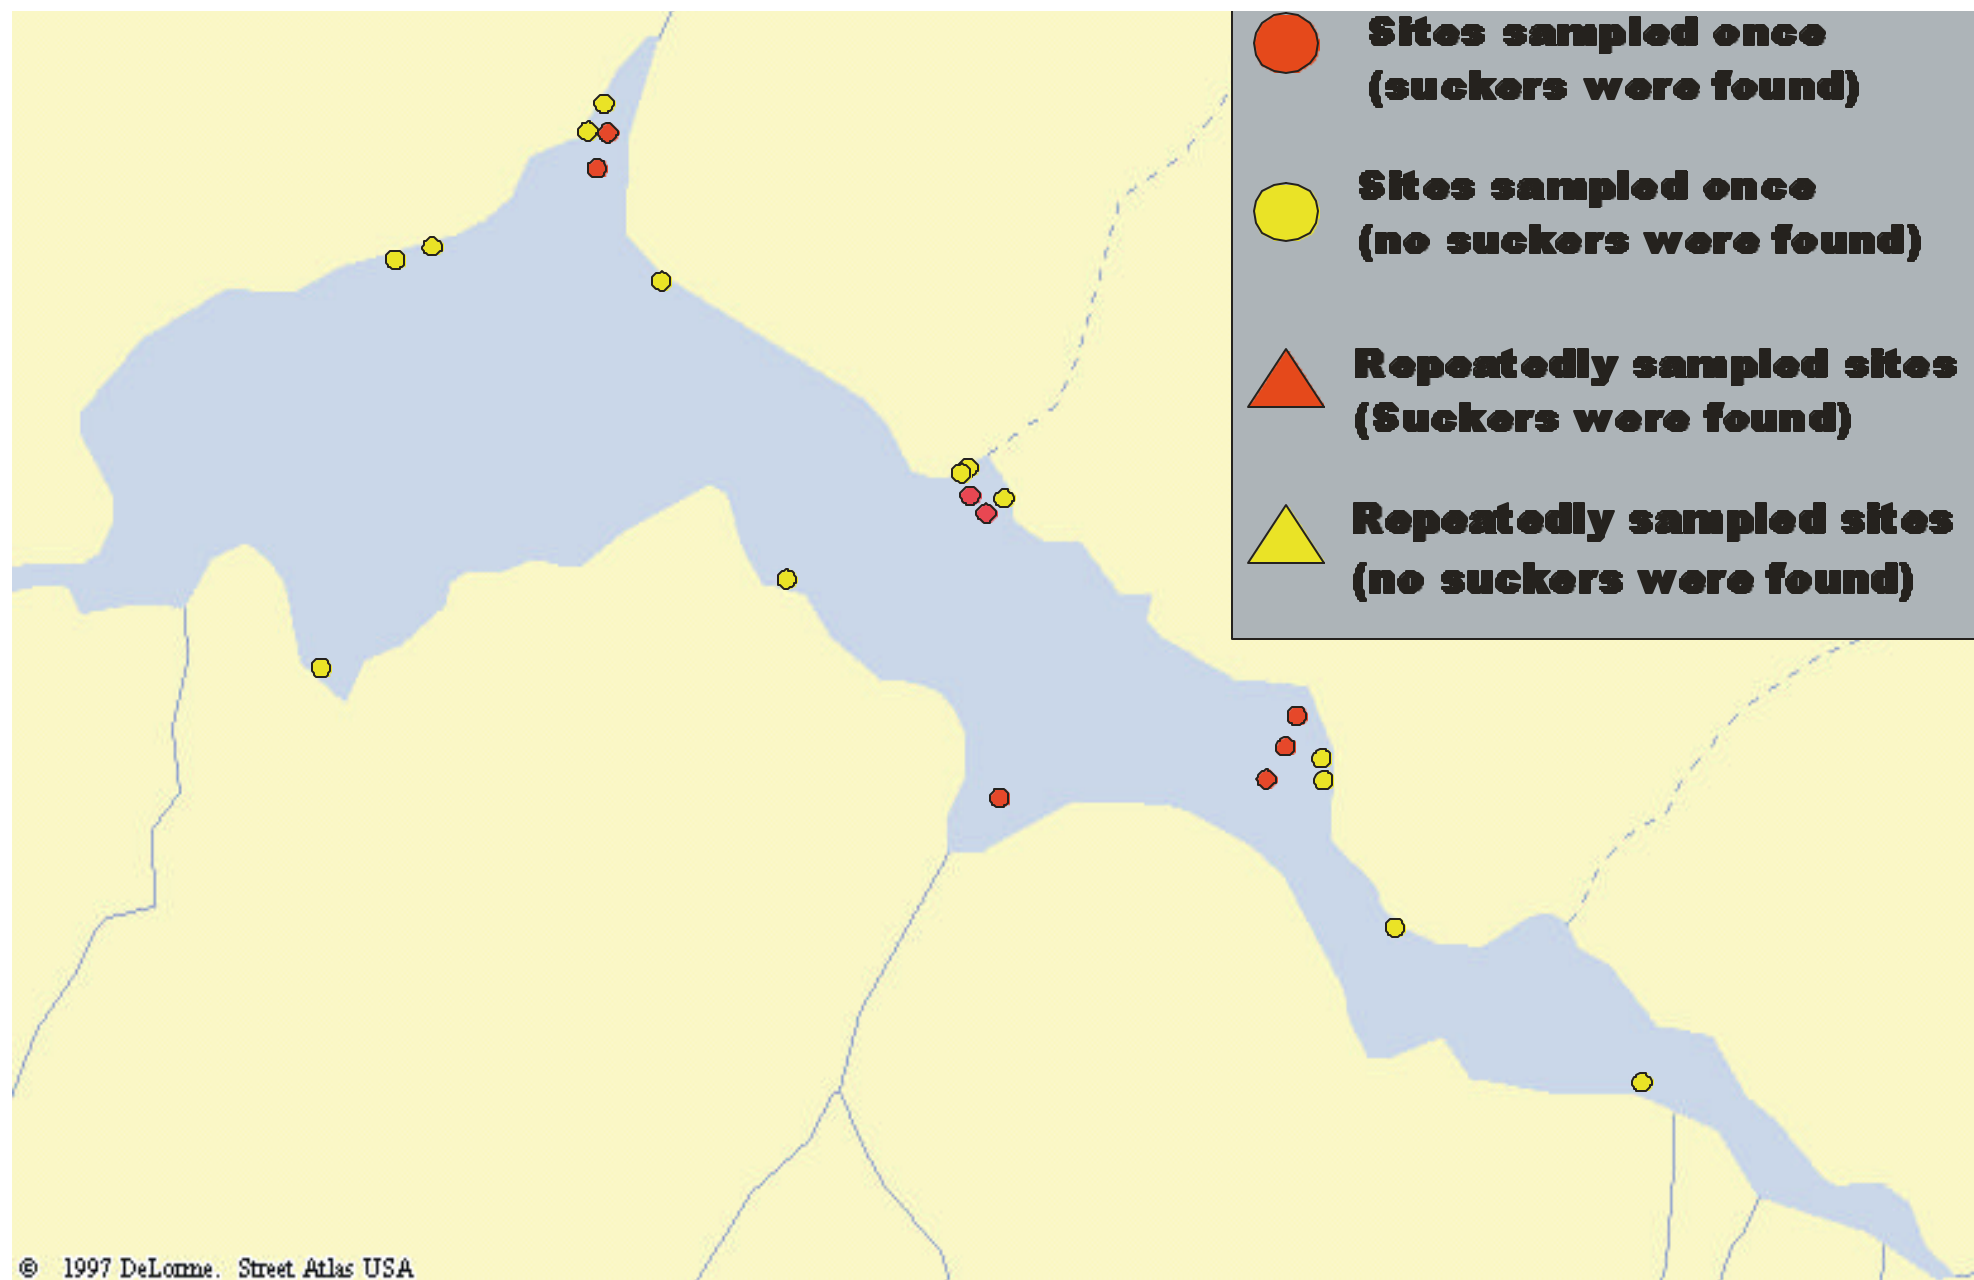 Sites sampled once
(suckers were found)
Sites sampled once
(no suckers were found)
Repeatedly sampled sites
(Suckers were found)
Repeatedly sampled sites
(no suckers were found)
© 1997 DeLorme. Street Atlas USA